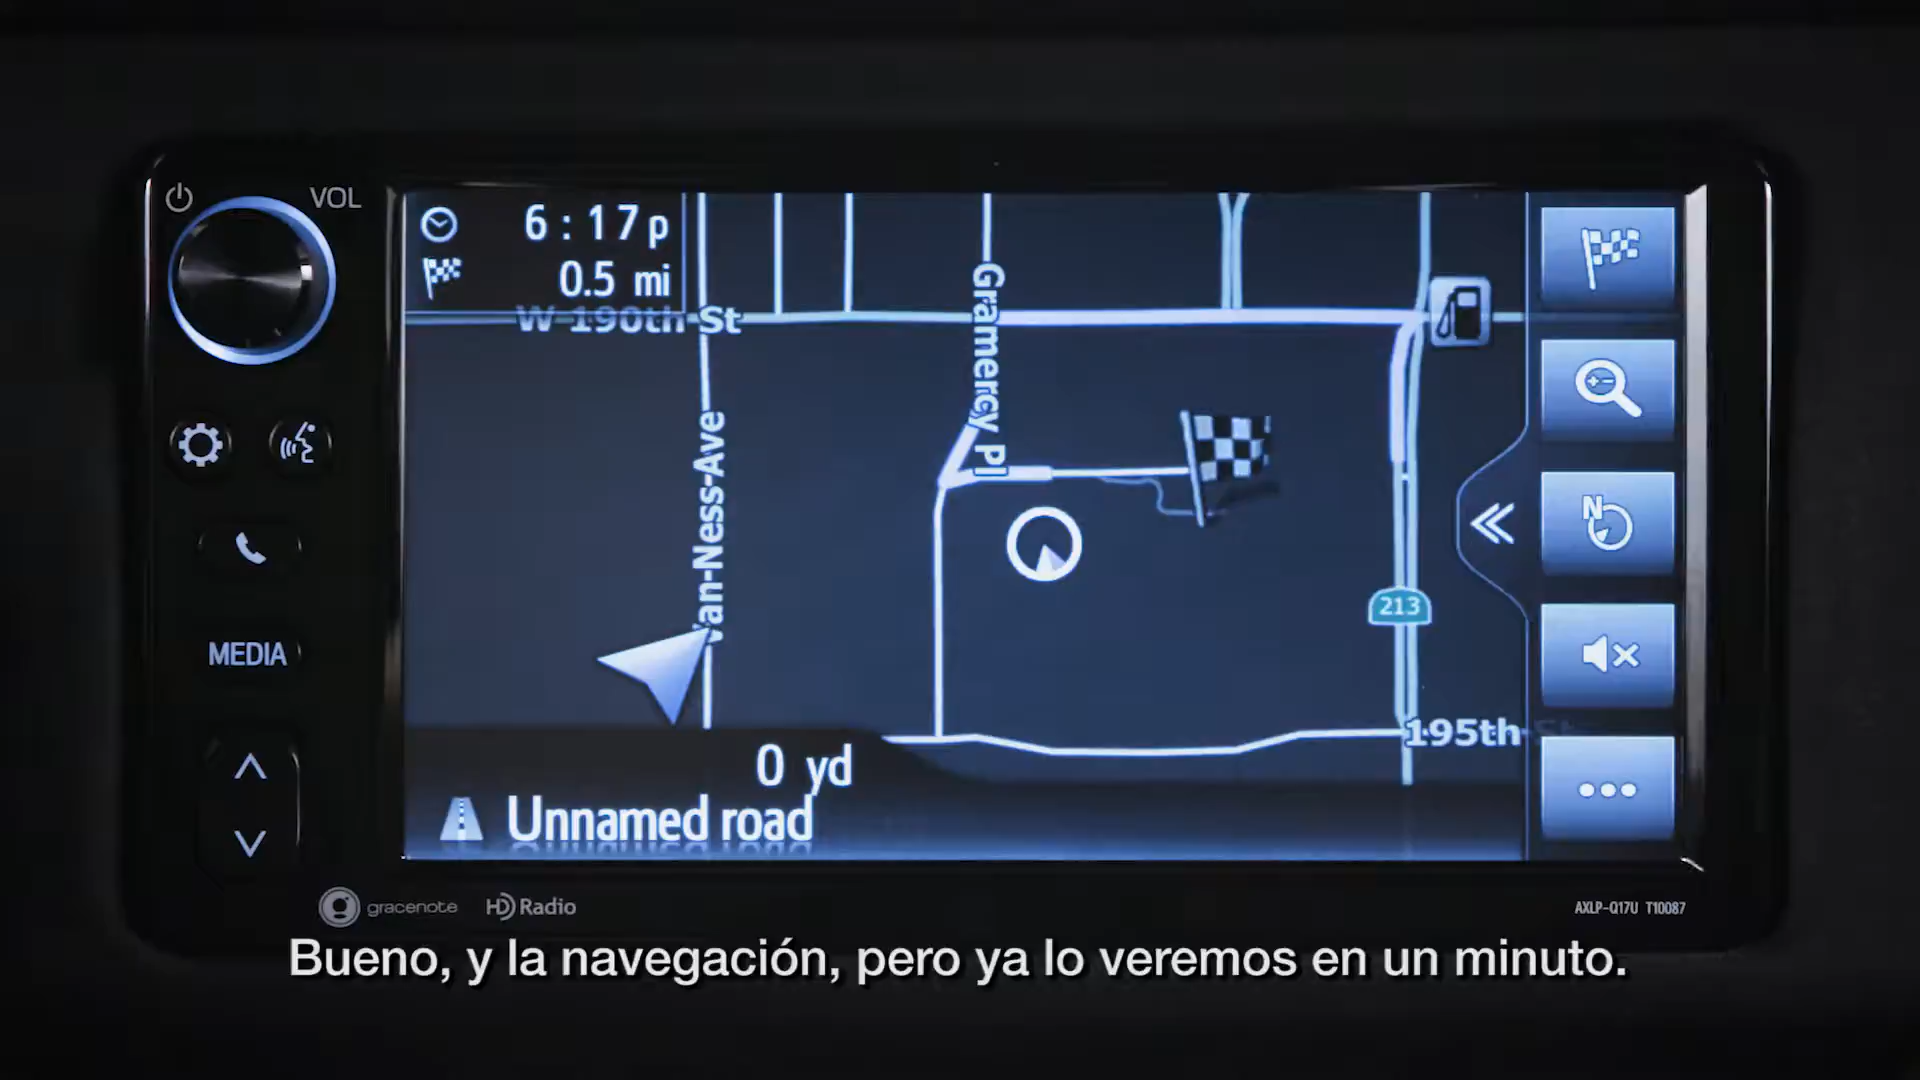 VOL
6:17p
0.5 mi
W 190th St
Gramercy Pl
Van-Ness-Ave
N
213
MEDIA
195th St
0 yd
Unnamed road
gracenote
HD Radio
AXLP-Q17U T10087
Bueno, y la navegación, pero ya lo veremos en un minuto.